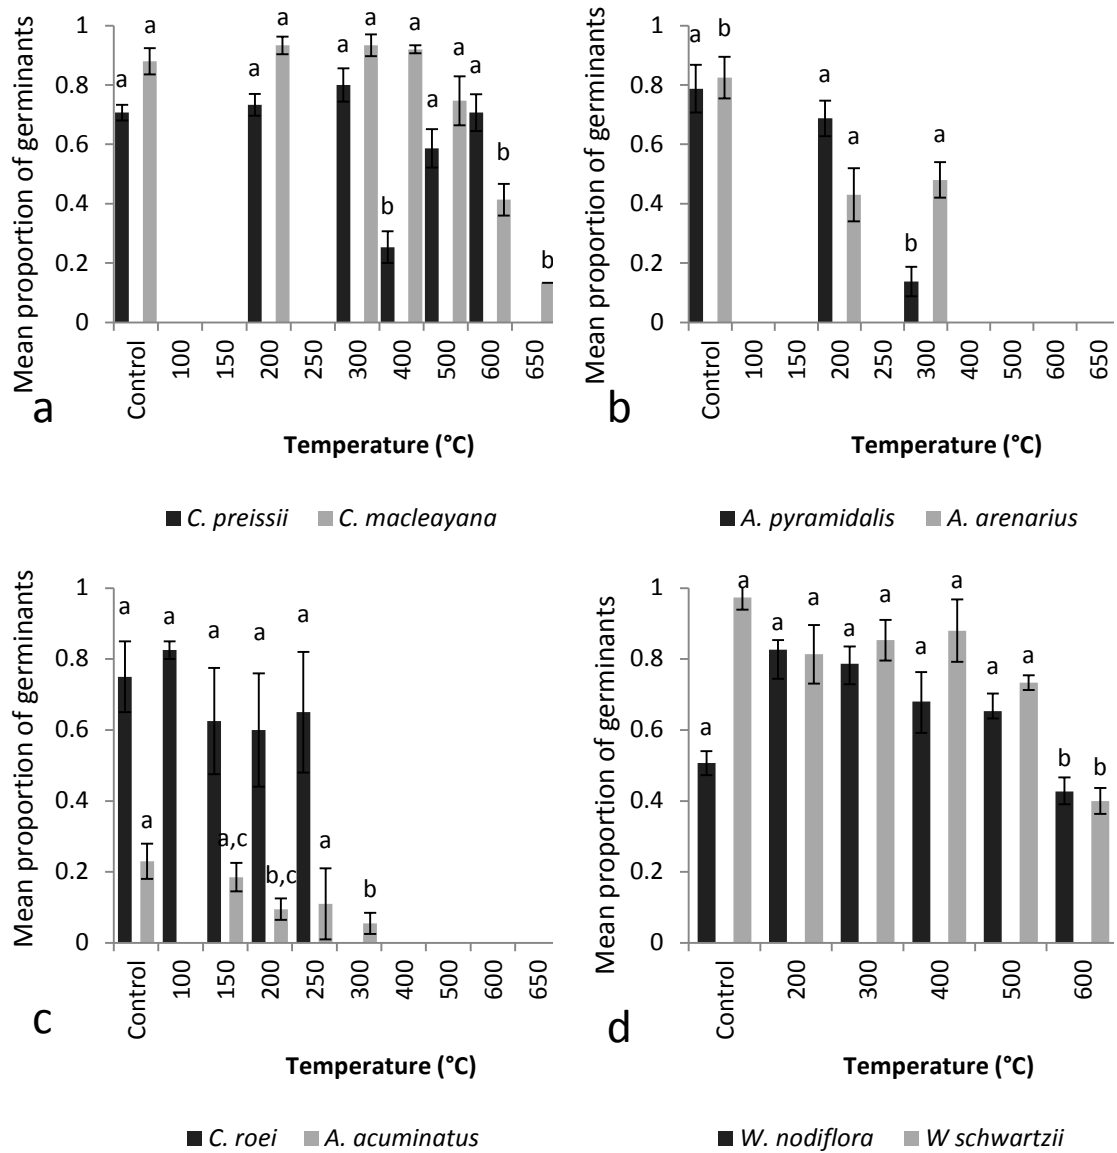 Mean proportion of germinants
1
0.8
0.6
0.4
0.2
0
a a a a a a a b a a a a b b
Control 100 150 200 250 300 400 500 600 650
a
Temperature (°C)
C. preissii C. macleayana
Mean proportion of germinants
1
0.8
0.6
0.4
0.2
0
a b a a b a
Control 100 150 200 250 300 400 500 600 650
b
Temperature (°C)
A. pyramidalis A. arenarius
Mean proportion of germinants
1
0.8
0.6
0.4
0.2
0
a a a a,c a b,c a a b
Control 100 150 200 250 300 400 500 600 650
c
Temperature (°C)
C. roei A. acuminatus
Mean proportion of germinants
1
0.8
0.6
0.4
0.2
0
a a a a a a a a a b b
Control 200 300 400 500 600
d
Temperature (°C)
W. nodiflora W schwartzii